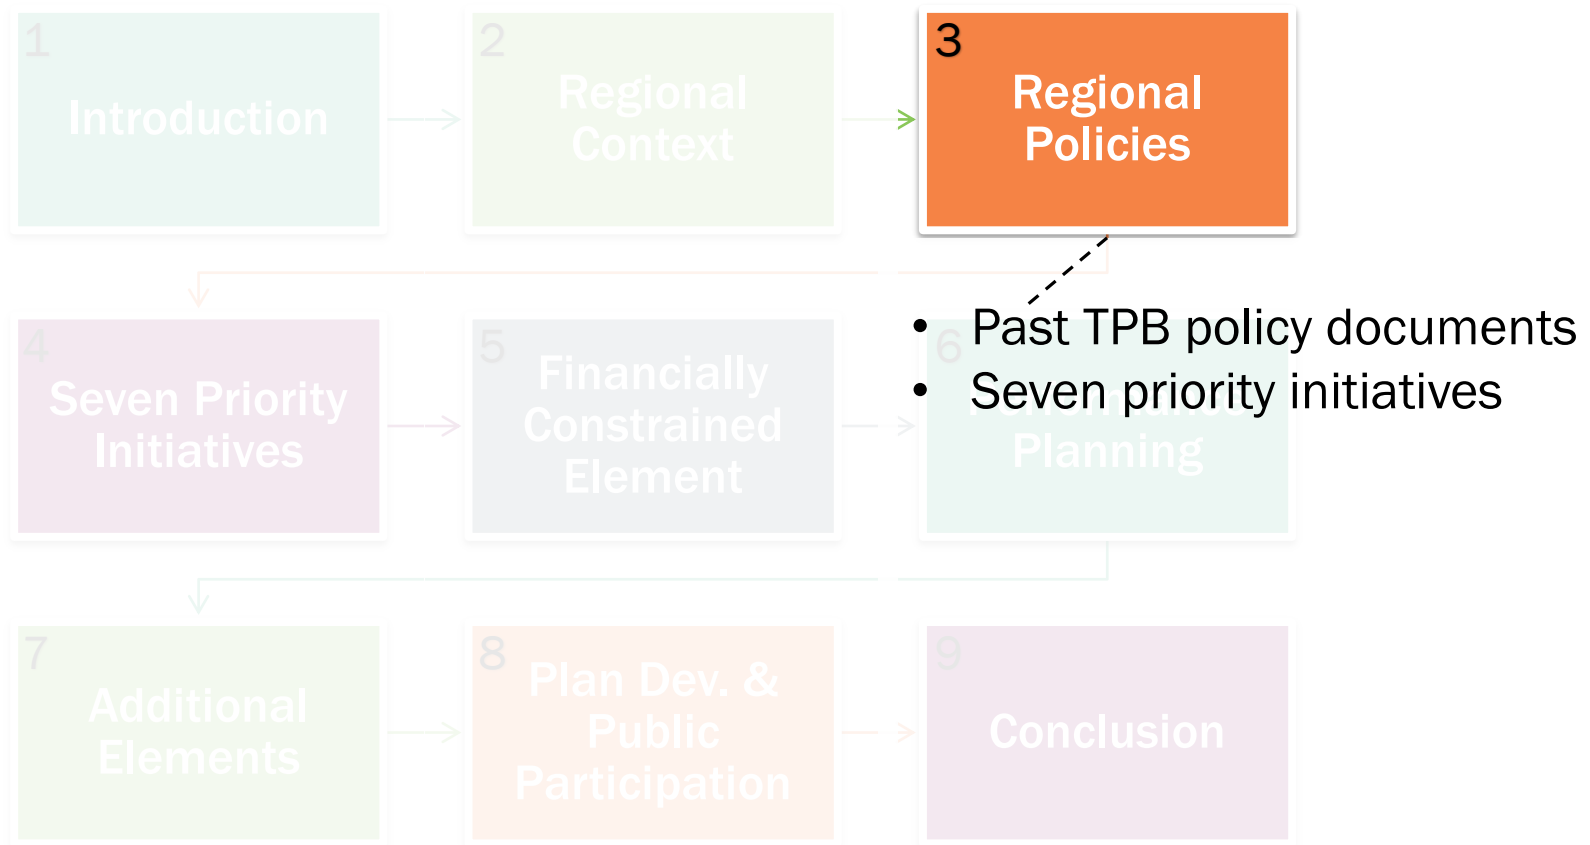 1
Introduction
2
Regional
Context
3
Regional
Policies
• Past TPB policy documents
• Seven priority initiatives
4
Seven Priority
Initiatives
5
Financially
Constrained
Element
6
Performance
Planning
7
Additional
Elements
8
Plan Dev. &
Public
Participation
9
Conclusion